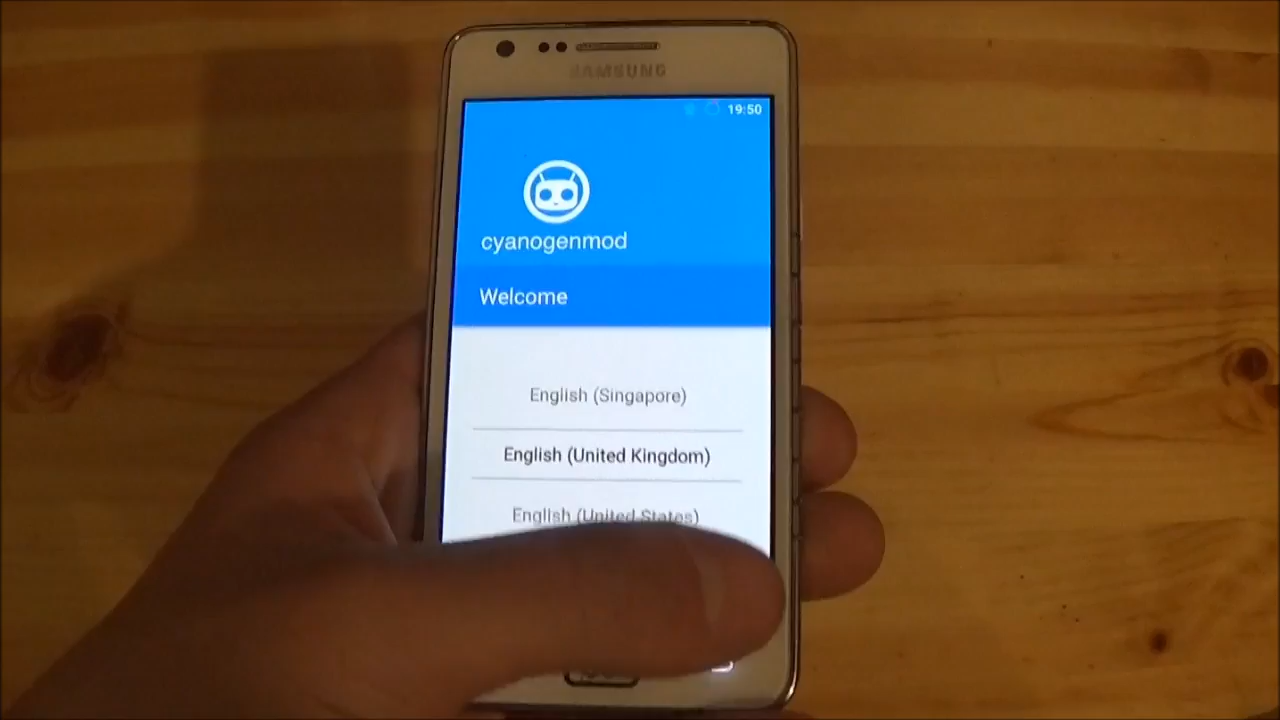 SAMSUNG
19:50
cyanogenmod
Welcome
English (Singapore)
English (United Kingdom)
English (United States)